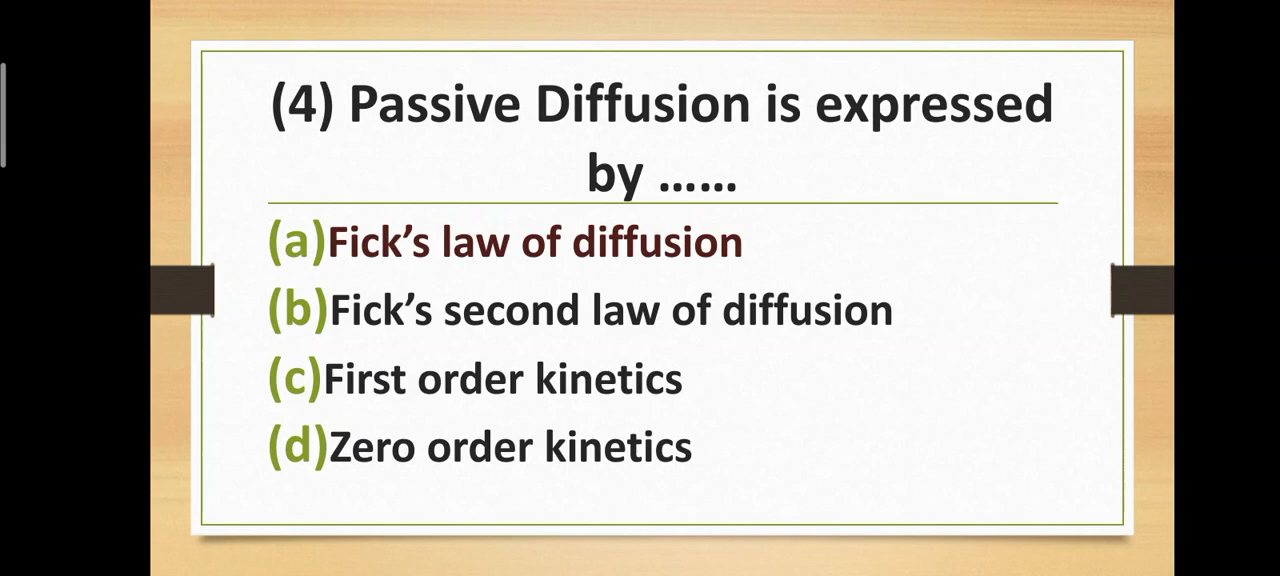 (4) Passive Diffusion is expressed
by ......
(a)Fick’s law of diffusion
(b)Fick’s second law of diffusion
(c)First order kinetics
(d)Zero order kinetics